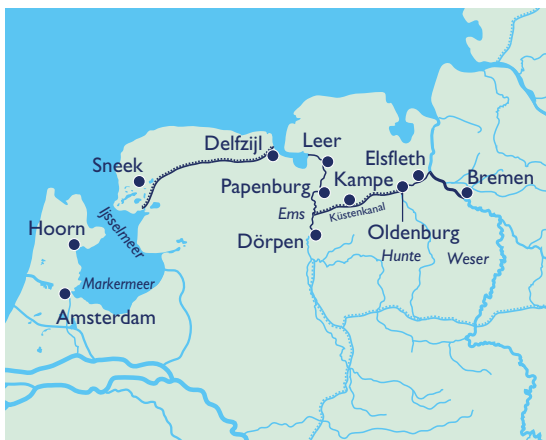 Delfzijl
Leer
Elsfleth
Sneek
Papenburg
Kampe
Bremen
Ems
Küstenkanal
Hoorn
Ijsselmeer
Dörpen
Oldenburg
Hunte
Weser
Markermeer
Amsterdam